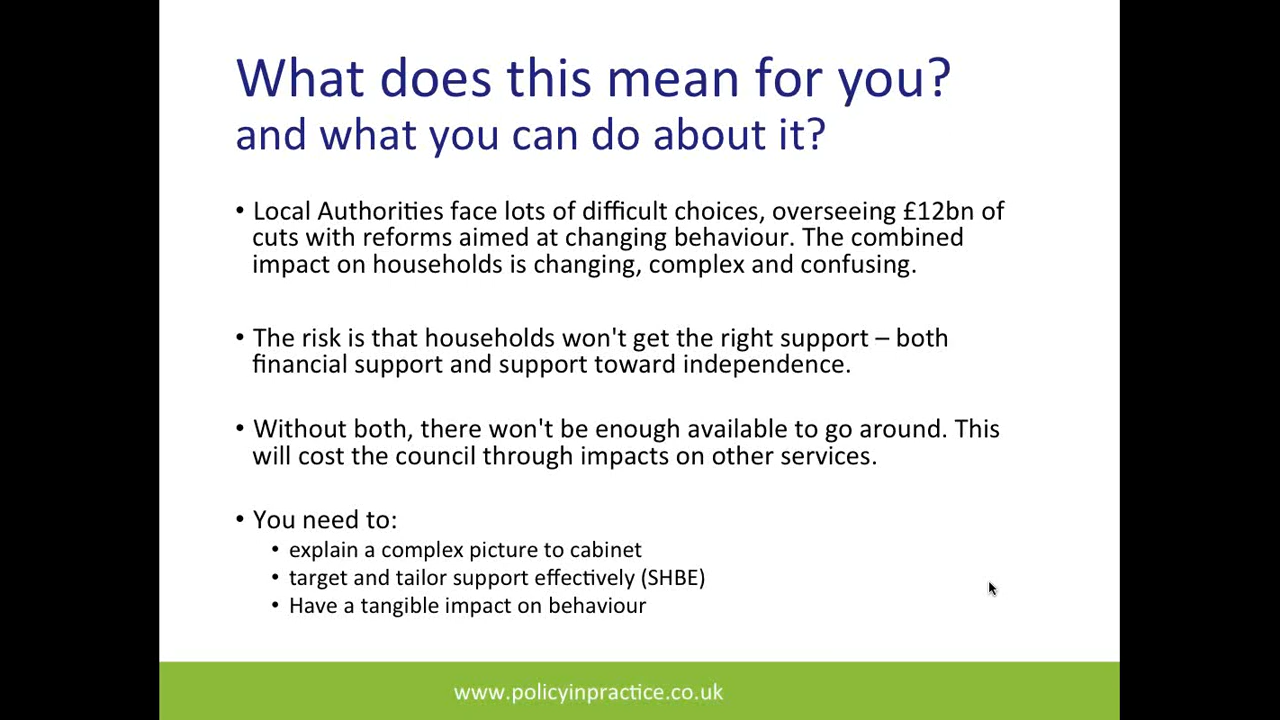 What does this mean for you?
and what you can do about it?
• Local Authorities face lots of difficult choices, overseeing £12bn of
cuts with reforms aimed at changing behaviour. The combined
impact on households is changing, complex and confusing.
• The risk is that households won't get the right support – both
financial support and support toward independence.
• Without both, there won't be enough available to go around. This
will cost the council through impacts on other services.
• You need to:
• explain a complex picture to cabinet
• target and tailor support effectively (SHBE)
• Have a tangible impact on behaviour
www.policyinpractice.co.uk